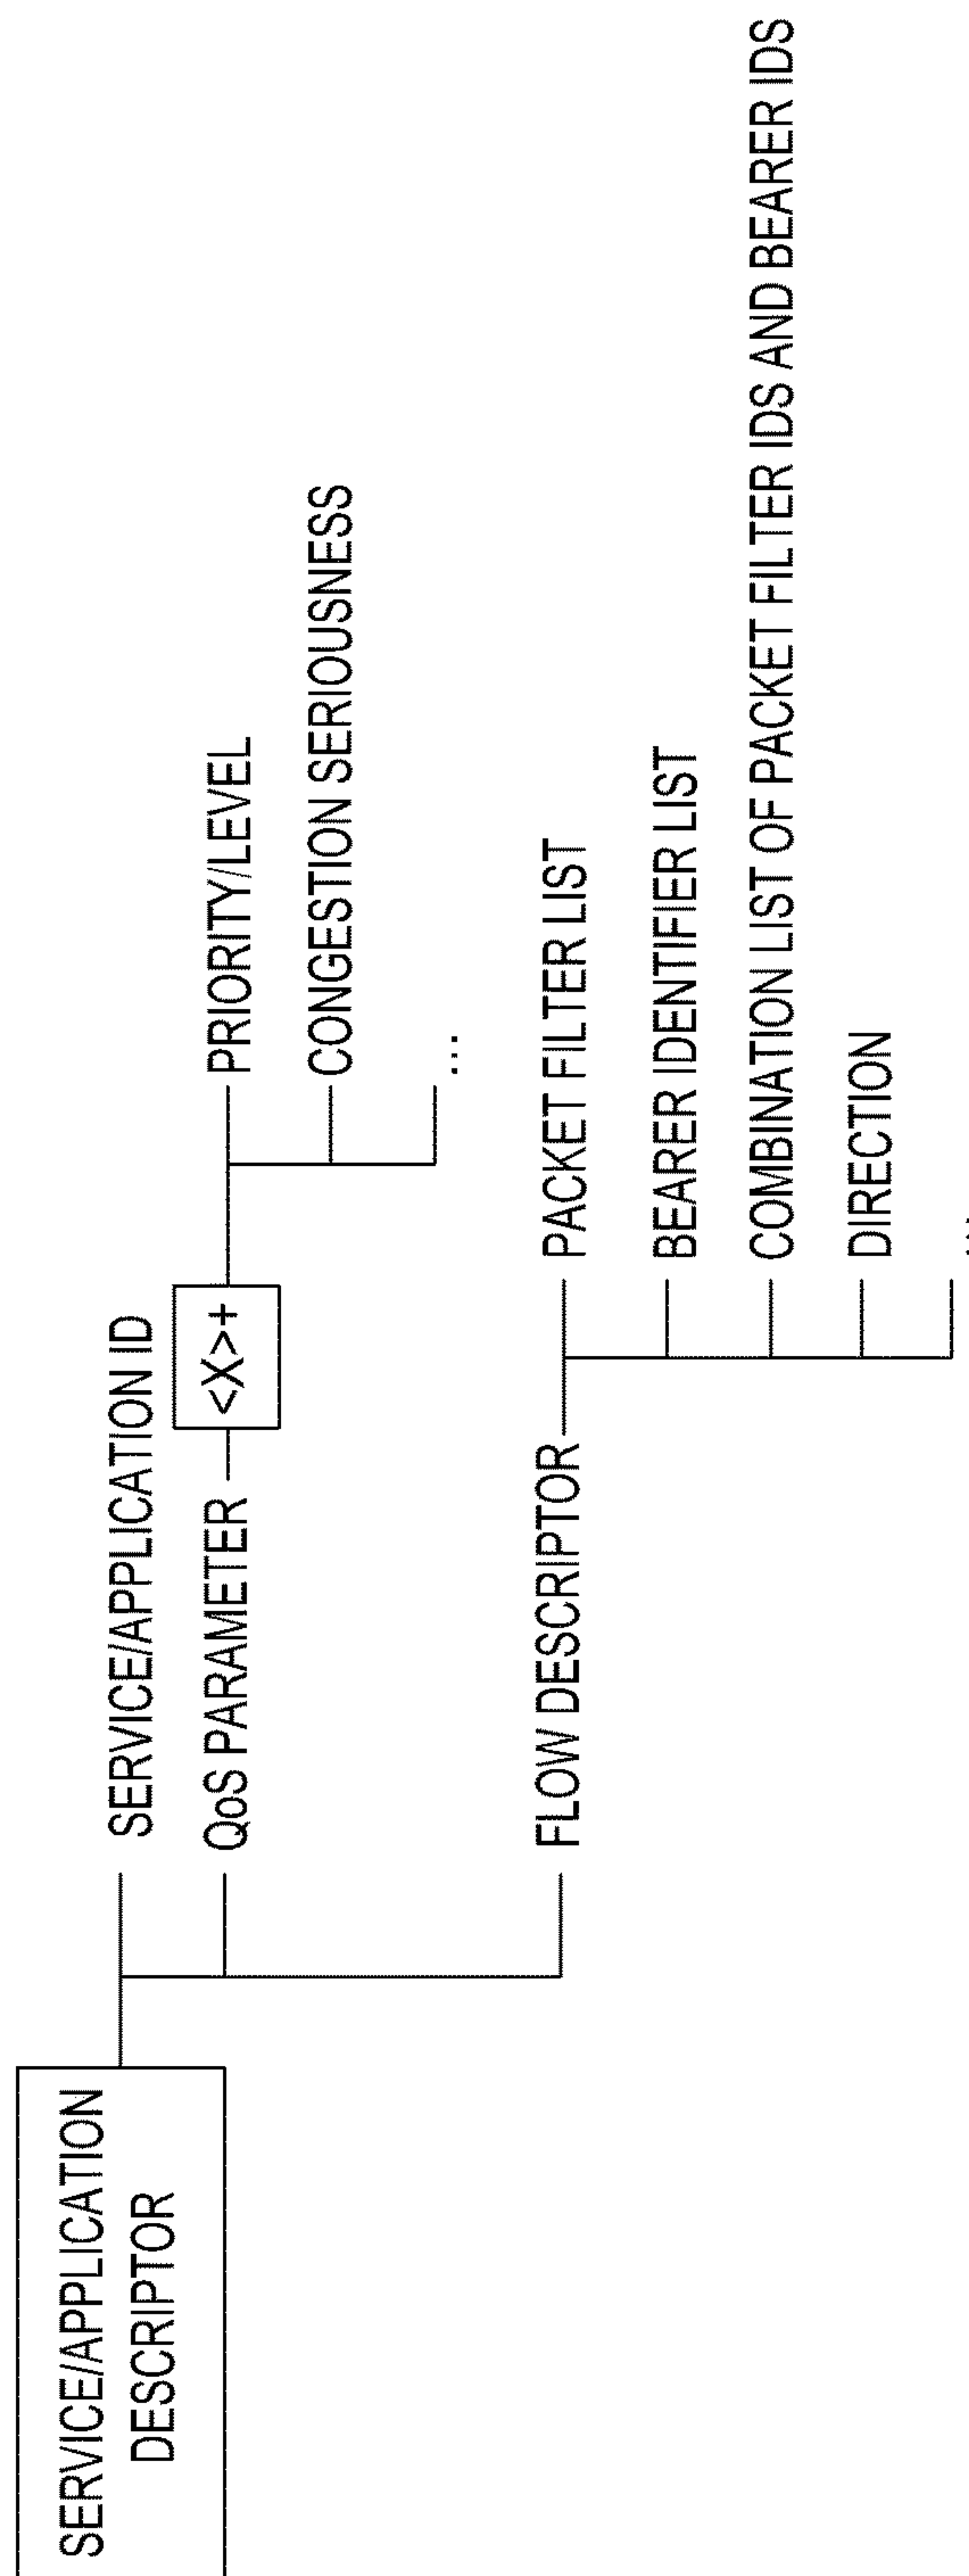 SERVICE/APPLICATION
DESCRIPTOR
SERVICE/APPLICATION ID
QoS PARAMETER
<X>+
PRIORITY/LEVEL
CONGESTION SERIOUSNESS
...
FLOW DESCRIPTOR
PACKET FILTER LIST
BEARER IDENTIFIER LIST
COMBINATION LIST OF PACKET FILTER IDS AND BEARER IDS
DIRECTION
...